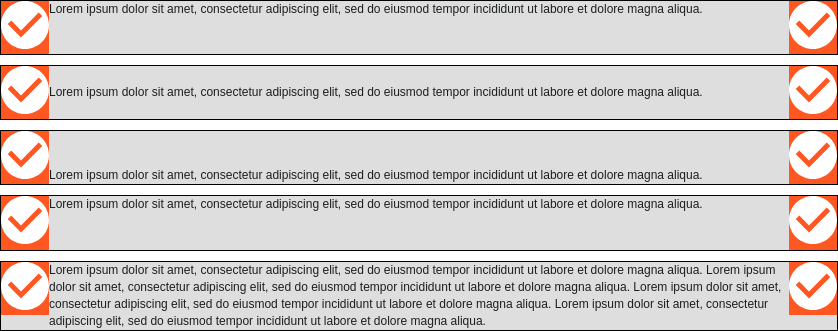 Lorem ipsum dolor sit amet, consectetur adipiscing elit, sed do eiusmod tempor incididunt ut labore et dolore magna aliqua.
Lorem ipsum dolor sit amet, consectetur adipiscing elit, sed do eiusmod tempor incididunt ut labore et dolore magna aliqua.
Lorem ipsum dolor sit amet, consectetur adipiscing elit, sed do eiusmod tempor incididunt ut labore et dolore magna aliqua.
Lorem ipsum dolor sit amet, consectetur adipiscing elit, sed do eiusmod tempor incididunt ut labore et dolore magna aliqua.
Lorem ipsum dolor sit amet, consectetur adipiscing elit, sed do eiusmod tempor incididunt ut labore et dolore magna aliqua. Lorem ipsum
dolor sit amet, consectetur adipiscing elit, sed do eiusmod tempor incididunt ut labore et dolore magna aliqua. Lorem ipsum dolor sit amet,
consectetur adipiscing elit, sed do eiusmod tempor incididunt ut labore et dolore magna aliqua. Lorem ipsum dolor sit amet, consectetur
adipiscing elit, sed do eiusmod tempor incididunt ut labore et dolore magna aliqua.